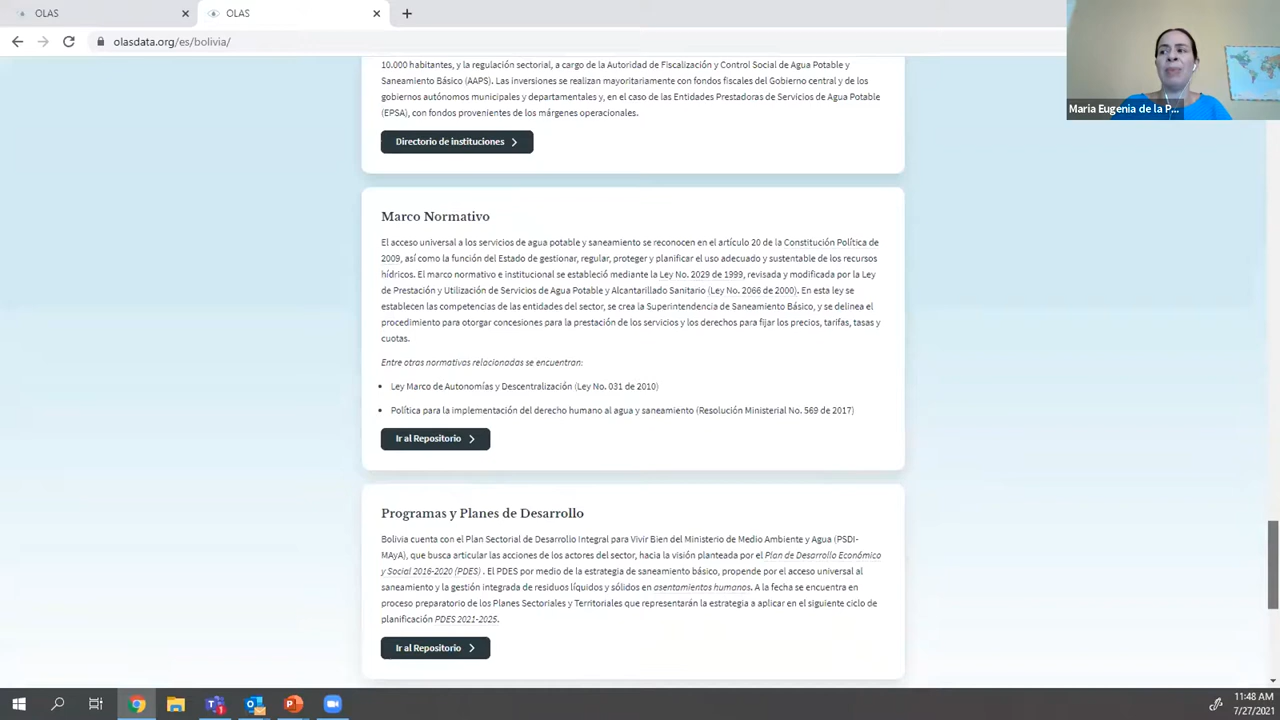 OLAS
OLAS
olasdata.org/es/bolivia/
Maria Eugenia de la P...
10.000 habitantes, y la regulación sectorial, a cargo de la Autoridad de Fiscalización y Control Social de Agua Potable y
Saneamiento Básico (AAPS). Las inversiones se realizan mayoritariamente con fondos fiscales del Gobierno central y de los
gobiernos autónomos municipales y departamentales y, en el caso de las Entidades Prestadoras de Servicios de Agua Potable
(EPSA), con fondos provenientes de los márgenes operacionales.
Directorio de instituciones
Marco Normativo
El acceso universal a los servicios de agua potable y saneamiento se reconocen en el artículo 20 de la Constitución Política de
2009, así como la función del Estado de gestionar, regular, proteger y planificar el uso adecuado y sustentable de los recursos
hídricos. El marco normativo e institucional se estableció mediante la Ley No. 2029 de 1999, revisada y modificada por la Ley
de Prestación y Utilización de Servicios de Agua Potable y Alcantarillado Sanitario (Ley No. 2066 de 2000). En esta ley se
establecen las competencias de las entidades del sector, se crea la Superintendencia de Saneamiento Básico, y se delinea el
procedimiento para otorgar concesiones para la prestación de los servicios y los derechos para fijar los precios, tarifas, tasas y
cuotas.
Entre otras normativas relacionadas se encuentran:
• Ley Marco de Autonomías y Descentralización (Ley No. 031 de 2010)
• Política para la implementación del derecho humano al agua y saneamiento (Resolución Ministerial No. 569 de 2017)
Ir al Repositorio
Programas y Planes de Desarrollo
Bolivia cuenta con el Plan Sectorial de Desarrollo Integral para Vivir Bien del Ministerio de Medio Ambiente y Agua (PSDI-
MAyA), que busca articular las acciones de los actores del sector, hacia la visión planteada por el Plan de Desarrollo Económico
y Social 2016-2020 (PDES) . El PDES por medio de la estrategia de saneamiento básico, propende por el acceso universal al
saneamiento y la gestión integrada de residuos líquidos y sólidos en asentamientos humanos. A la fecha se encuentra en
proceso preparatorio de los Planes Sectoriales y Territoriales que representarán la estrategia a aplicar en el siguiente ciclo de
planificación PDES 2021-2025.
Ir al Repositorio
11:48 AM
7/27/2021